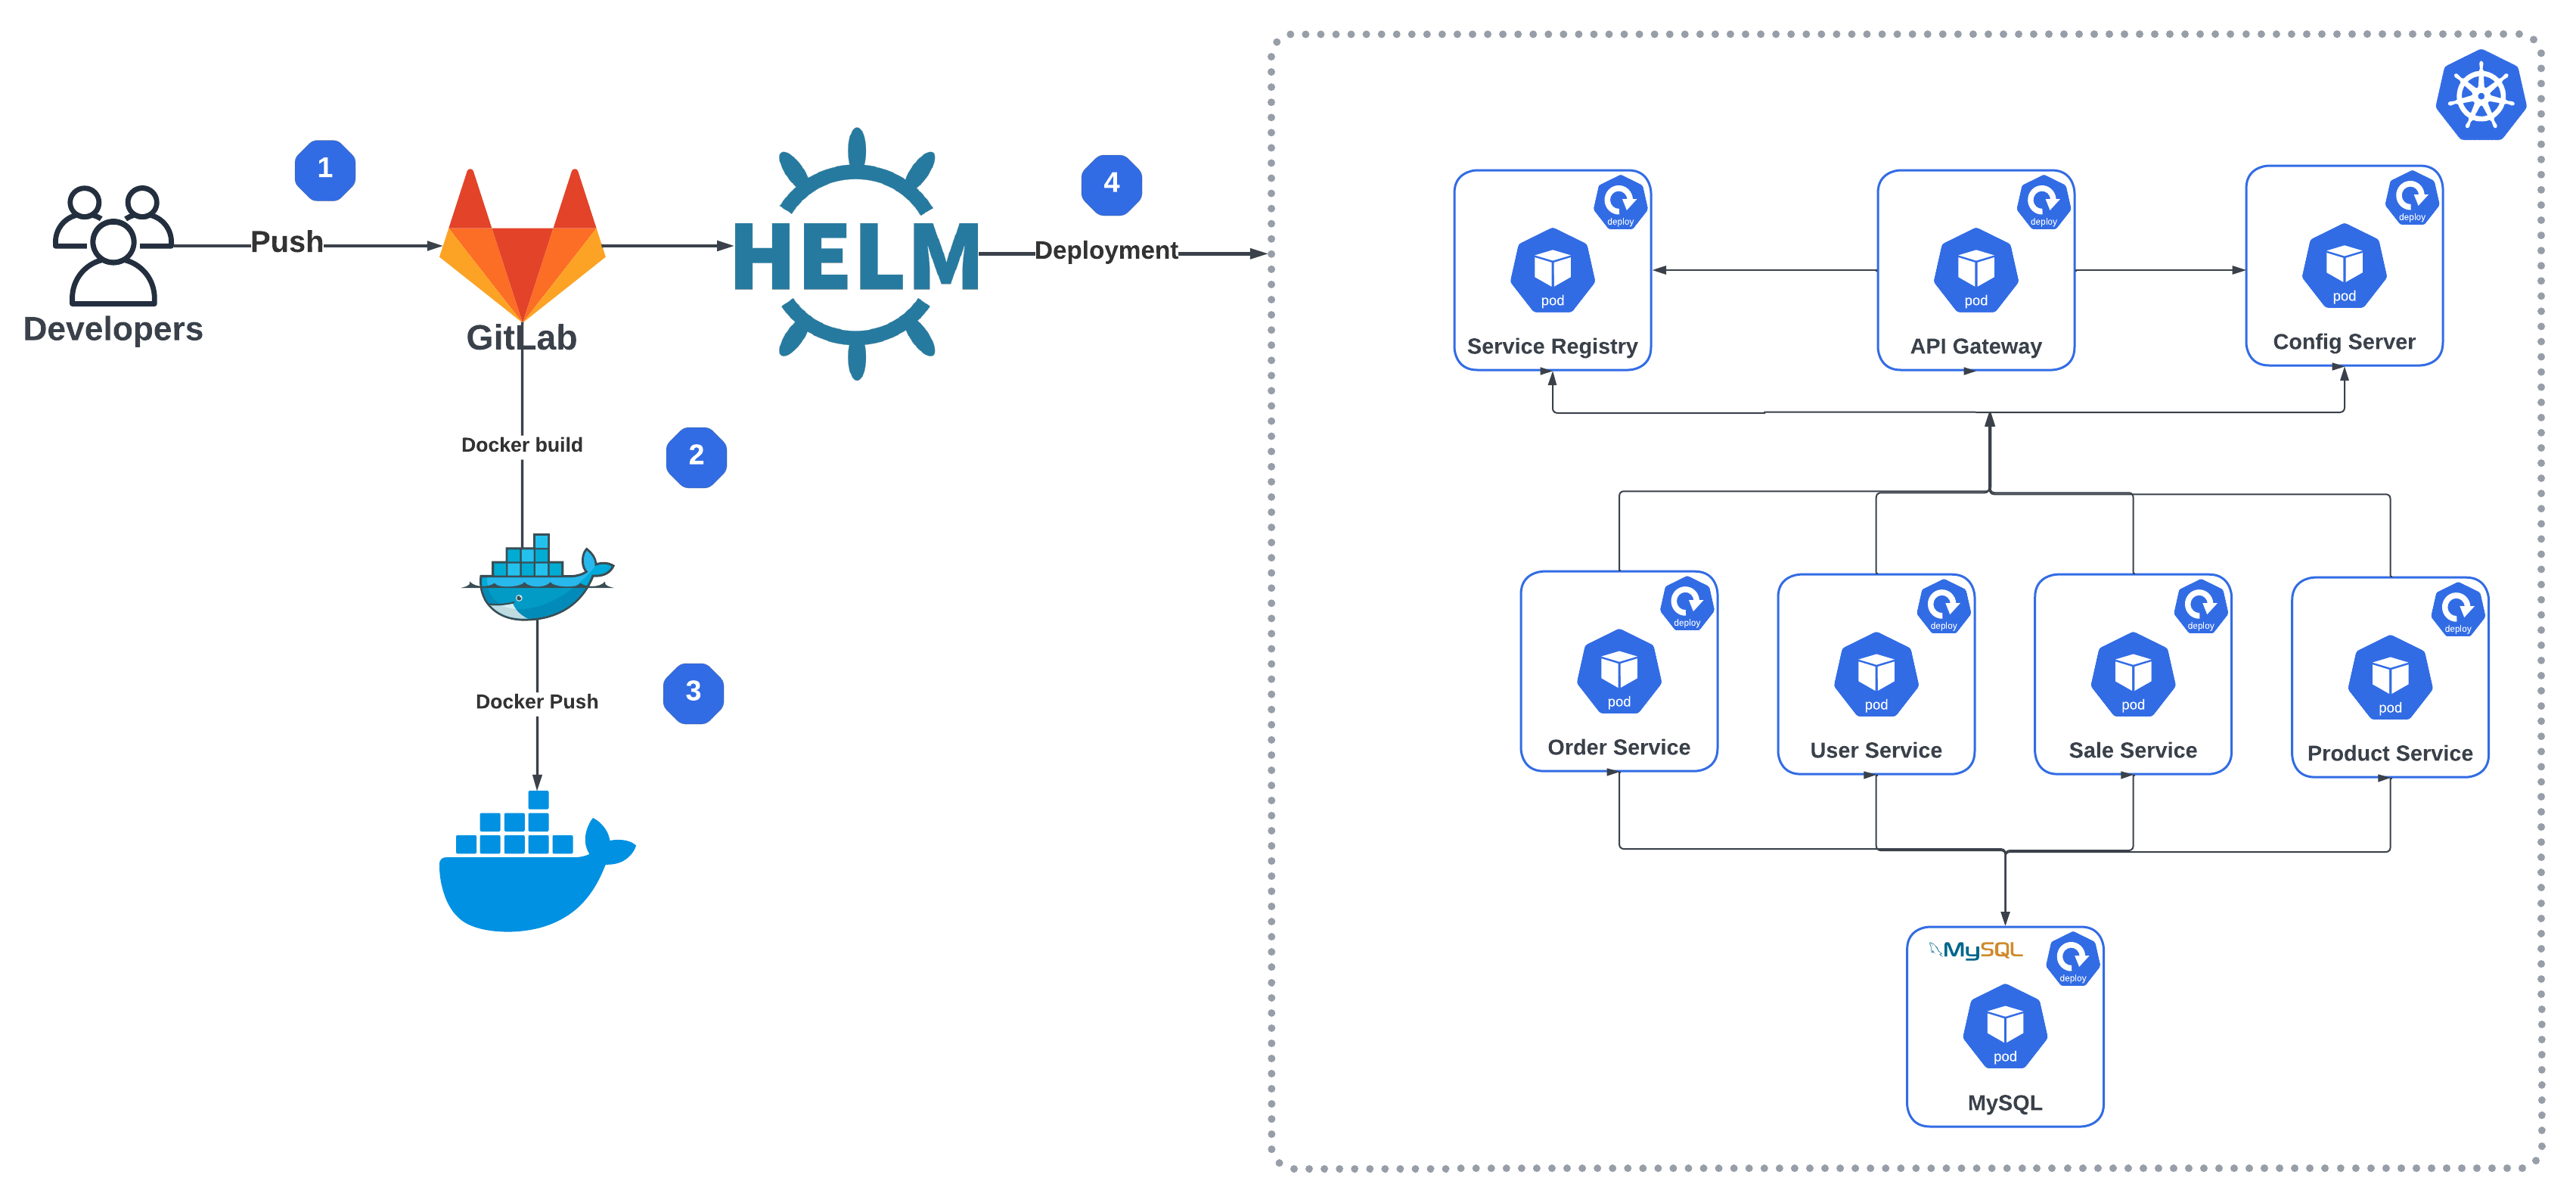 1
Push
Developers
GitLab
HELM
4
Deployment
Docker build
2
Docker Push
3
deploy
pod
Service Registry
deploy
pod
API Gateway
deploy
pod
Config Server
deploy
pod
Order Service
deploy
pod
User Service
deploy
pod
Sale Service
deploy
pod
Product Service
MySQL
deploy
pod
MySQL